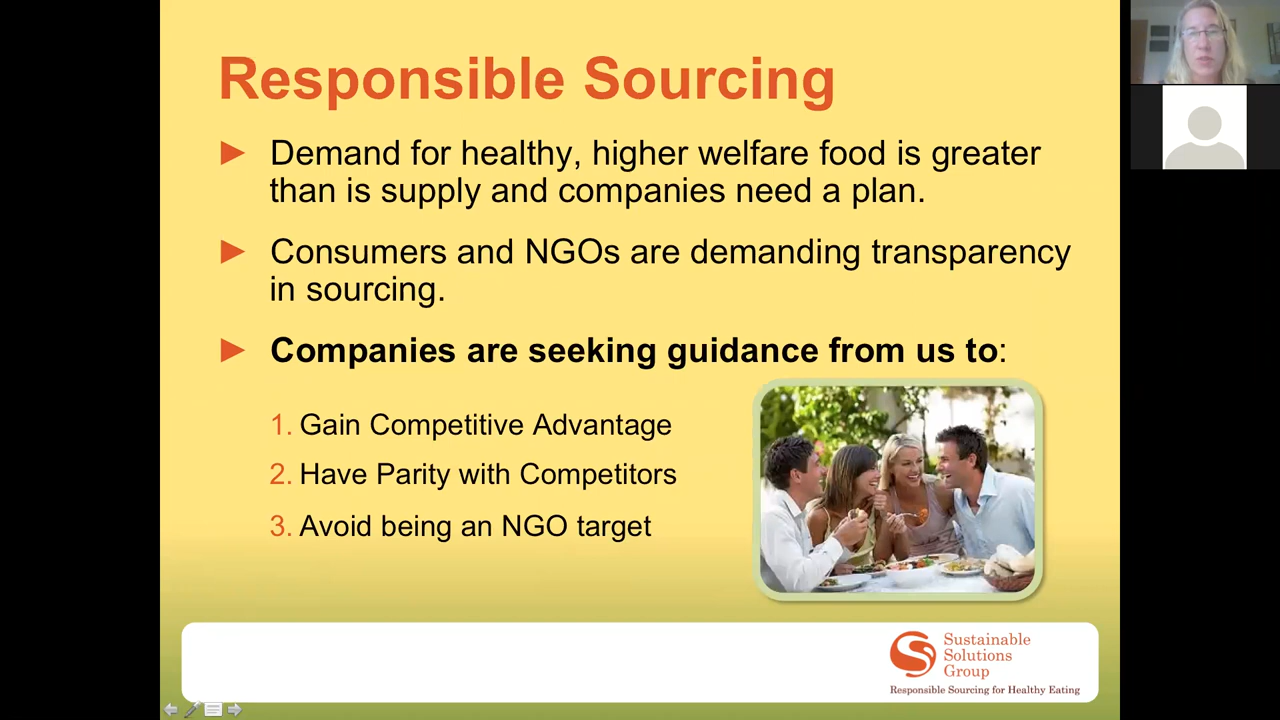 Responsible Sourcing
► Demand for healthy, higher welfare food is greater
than is supply and companies need a plan.
► Consumers and NGOs are demanding transparency
in sourcing.
► Companies are seeking guidance from us to:
1. Gain Competitive Advantage
2. Have Parity with Competitors
3. Avoid being an NGO target
Sustainable
Solutions
Group
Responsible Sourcing for Healthy Eating